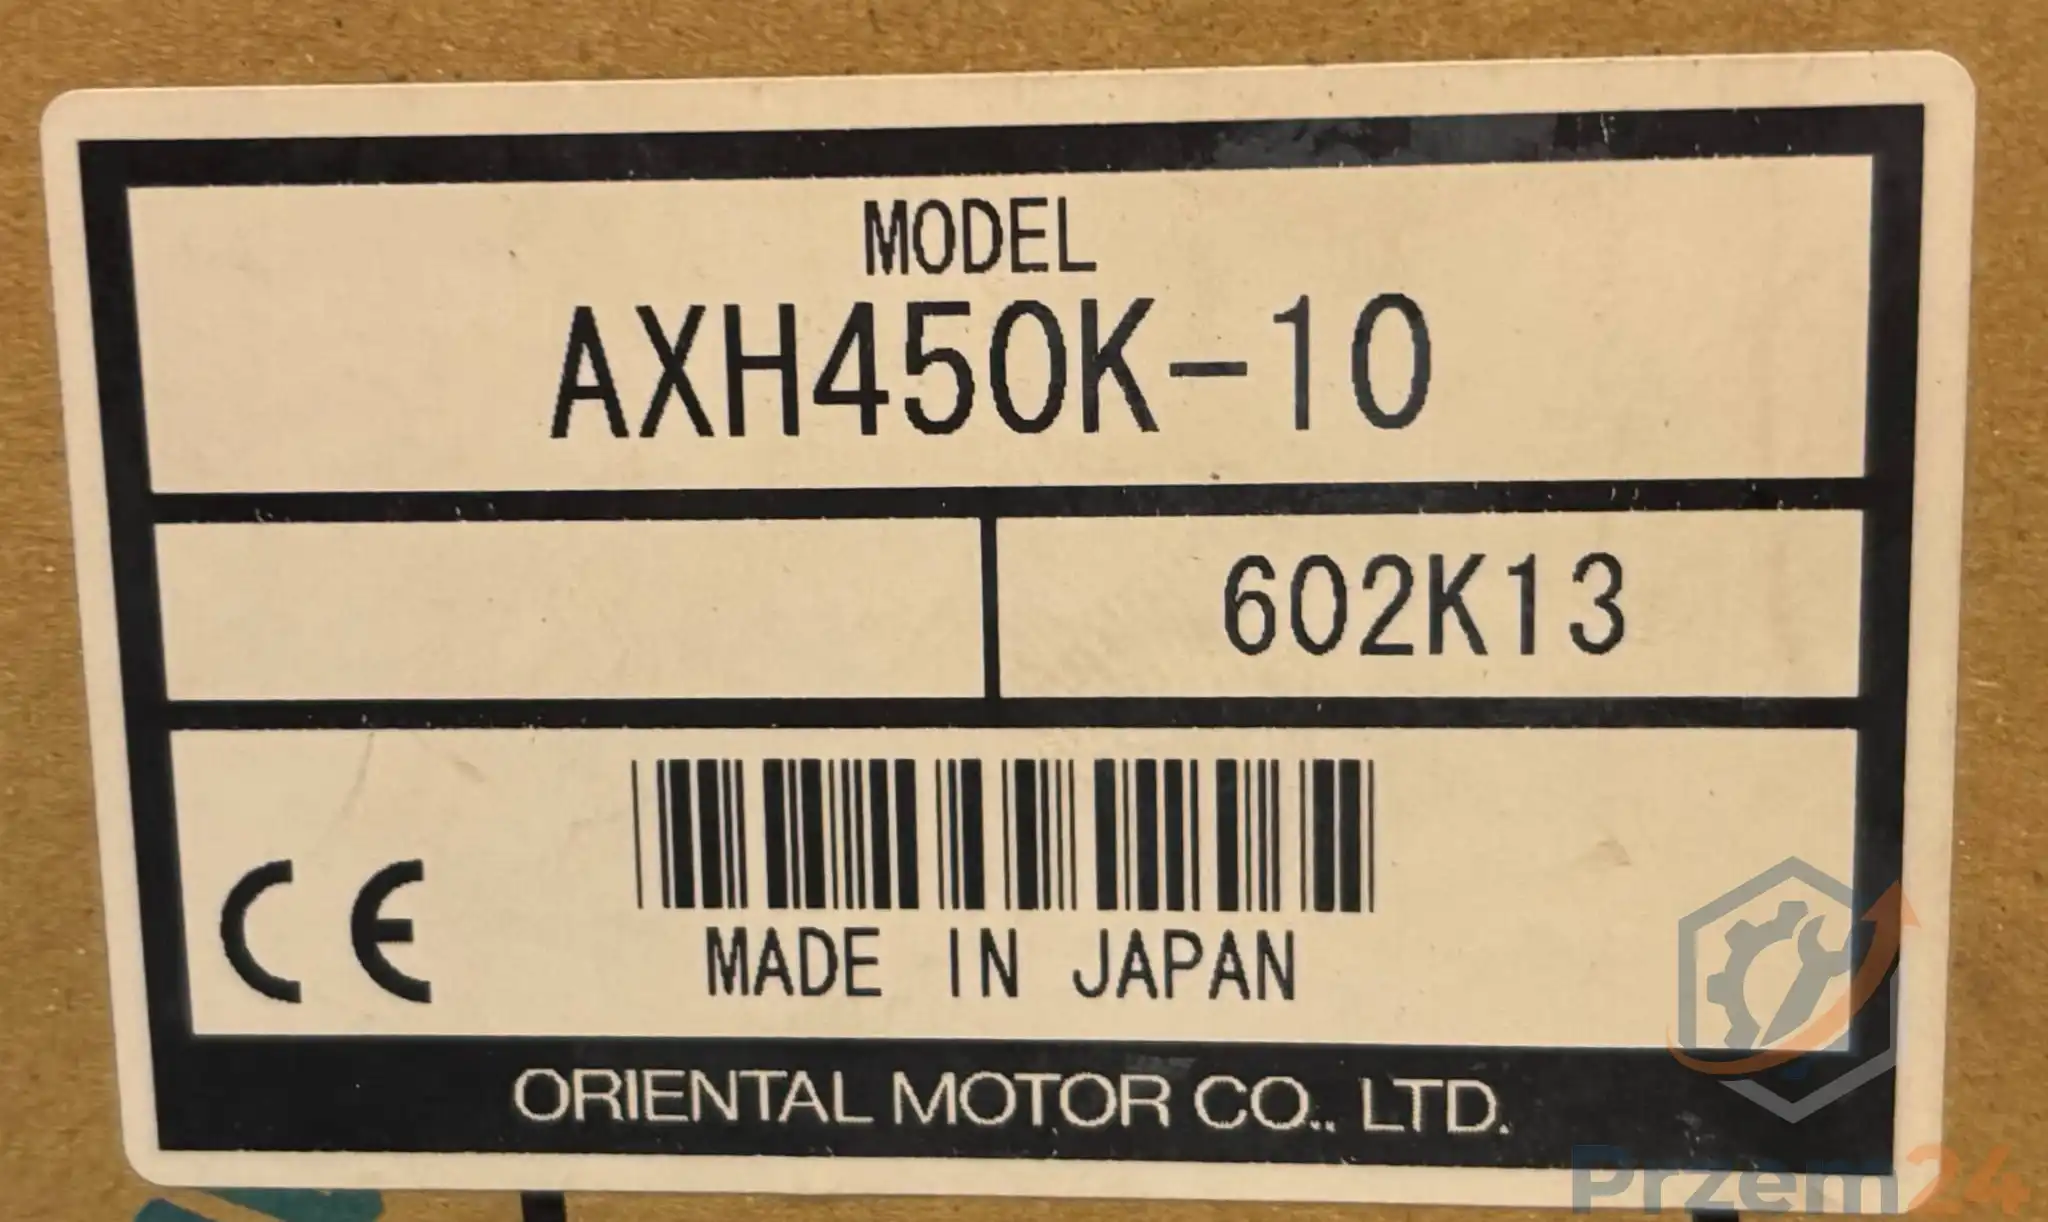 MODEL
AXH450K-10
602K13
CE
MADE IN JAPAN
ORIENTAL MOTOR CO., LTD.
Przem24